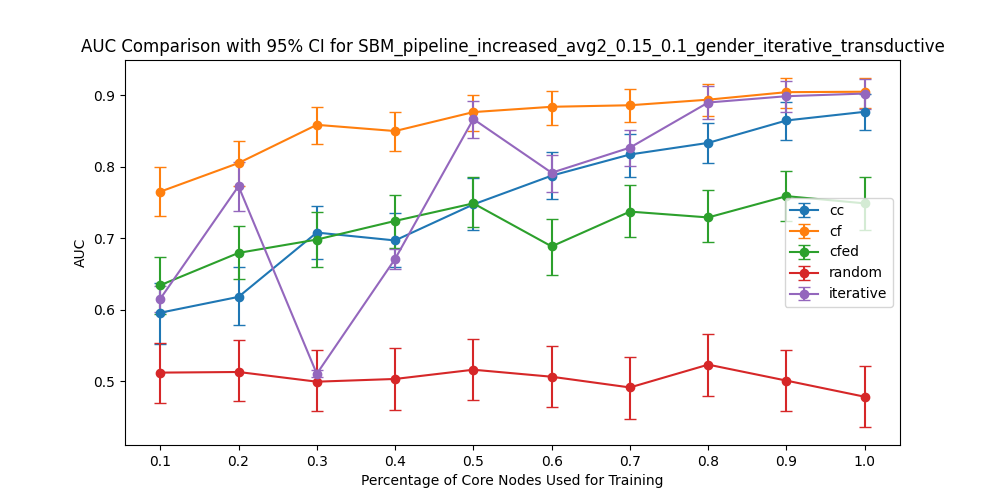 AUC Comparison with 95% CI for SBM_pipeline_increased_avg2_0.15_0.1_gender_iterative_transductive
0.9
0.8
0.7
0.6
0.5
AUC
cc
cf
cfed
random
iterative
0.1 0.2 0.3 0.4 0.5 0.6 0.7 0.8 0.9 1.0
Percentage of Core Nodes Used for Training